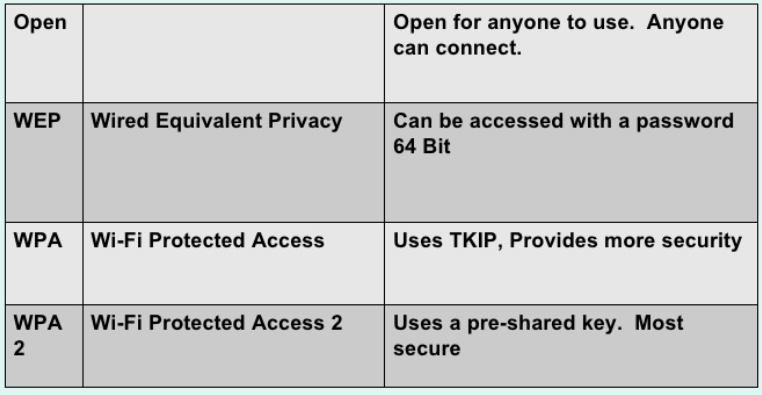 Open
Open for anyone to use.  Anyone
can connect.
WEP
Wired Equivalent Privacy
Can be accessed with a password
64 Bit
WPA
Wi-Fi Protected Access
Uses TKIP, Provides more security
WPA
2
Wi-Fi Protected Access 2
Uses a pre-shared key.  Most
secure